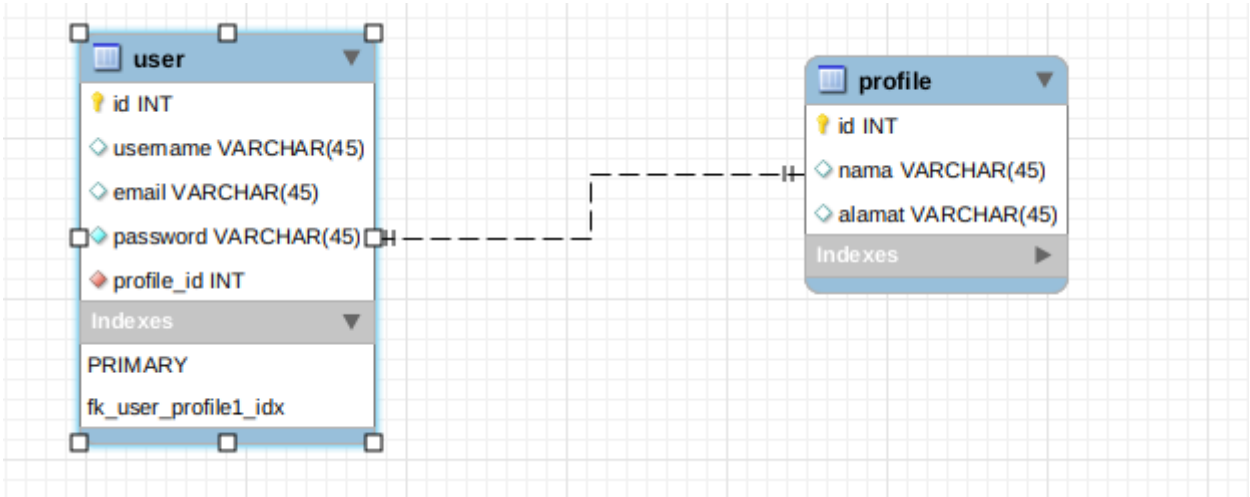 user
id INT
username VARCHAR(45)
email VARCHAR(45)
password VARCHAR(45)
profile_id INT
Indexes
PRIMARY
fk_user_profile1_idx
profile
id INT
nama VARCHAR(45)
alamat VARCHAR(45)
Indexes